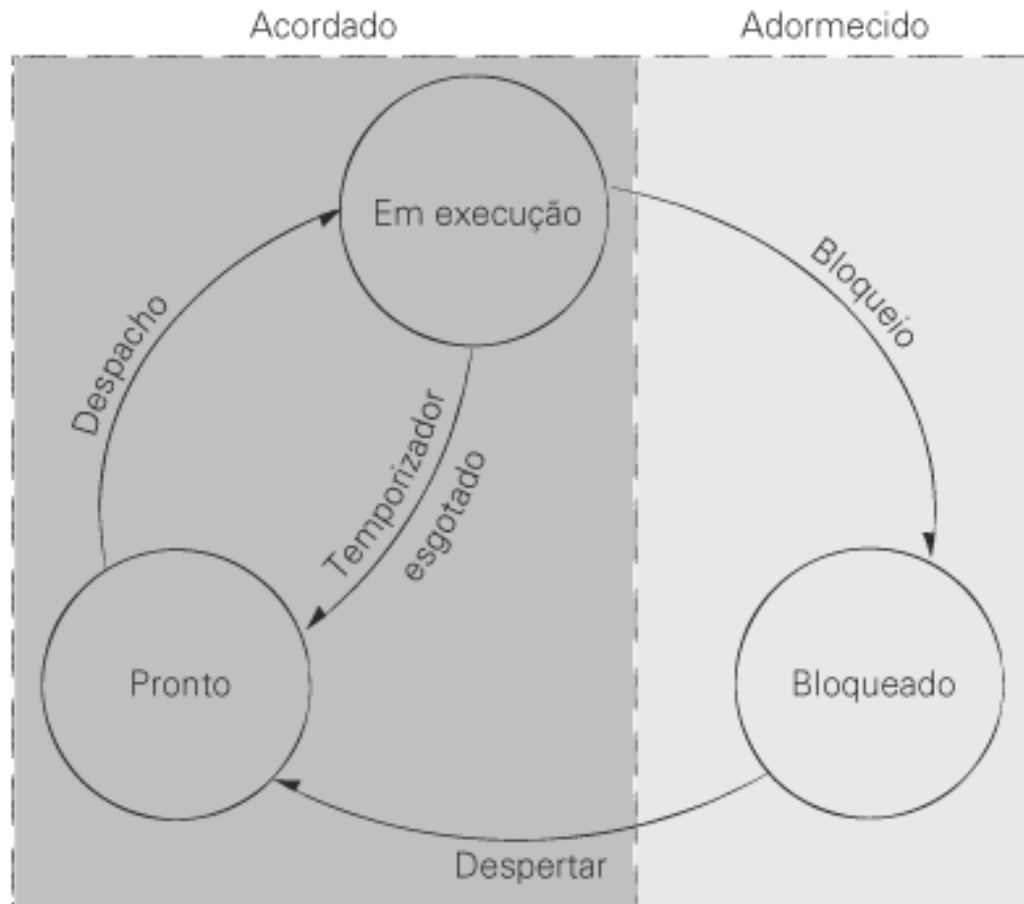 Acordado
Adormecido
Em execução
Bloqueio
Despacho
Temporizador
esgotado
Pronto
Bloqueado
Despertar